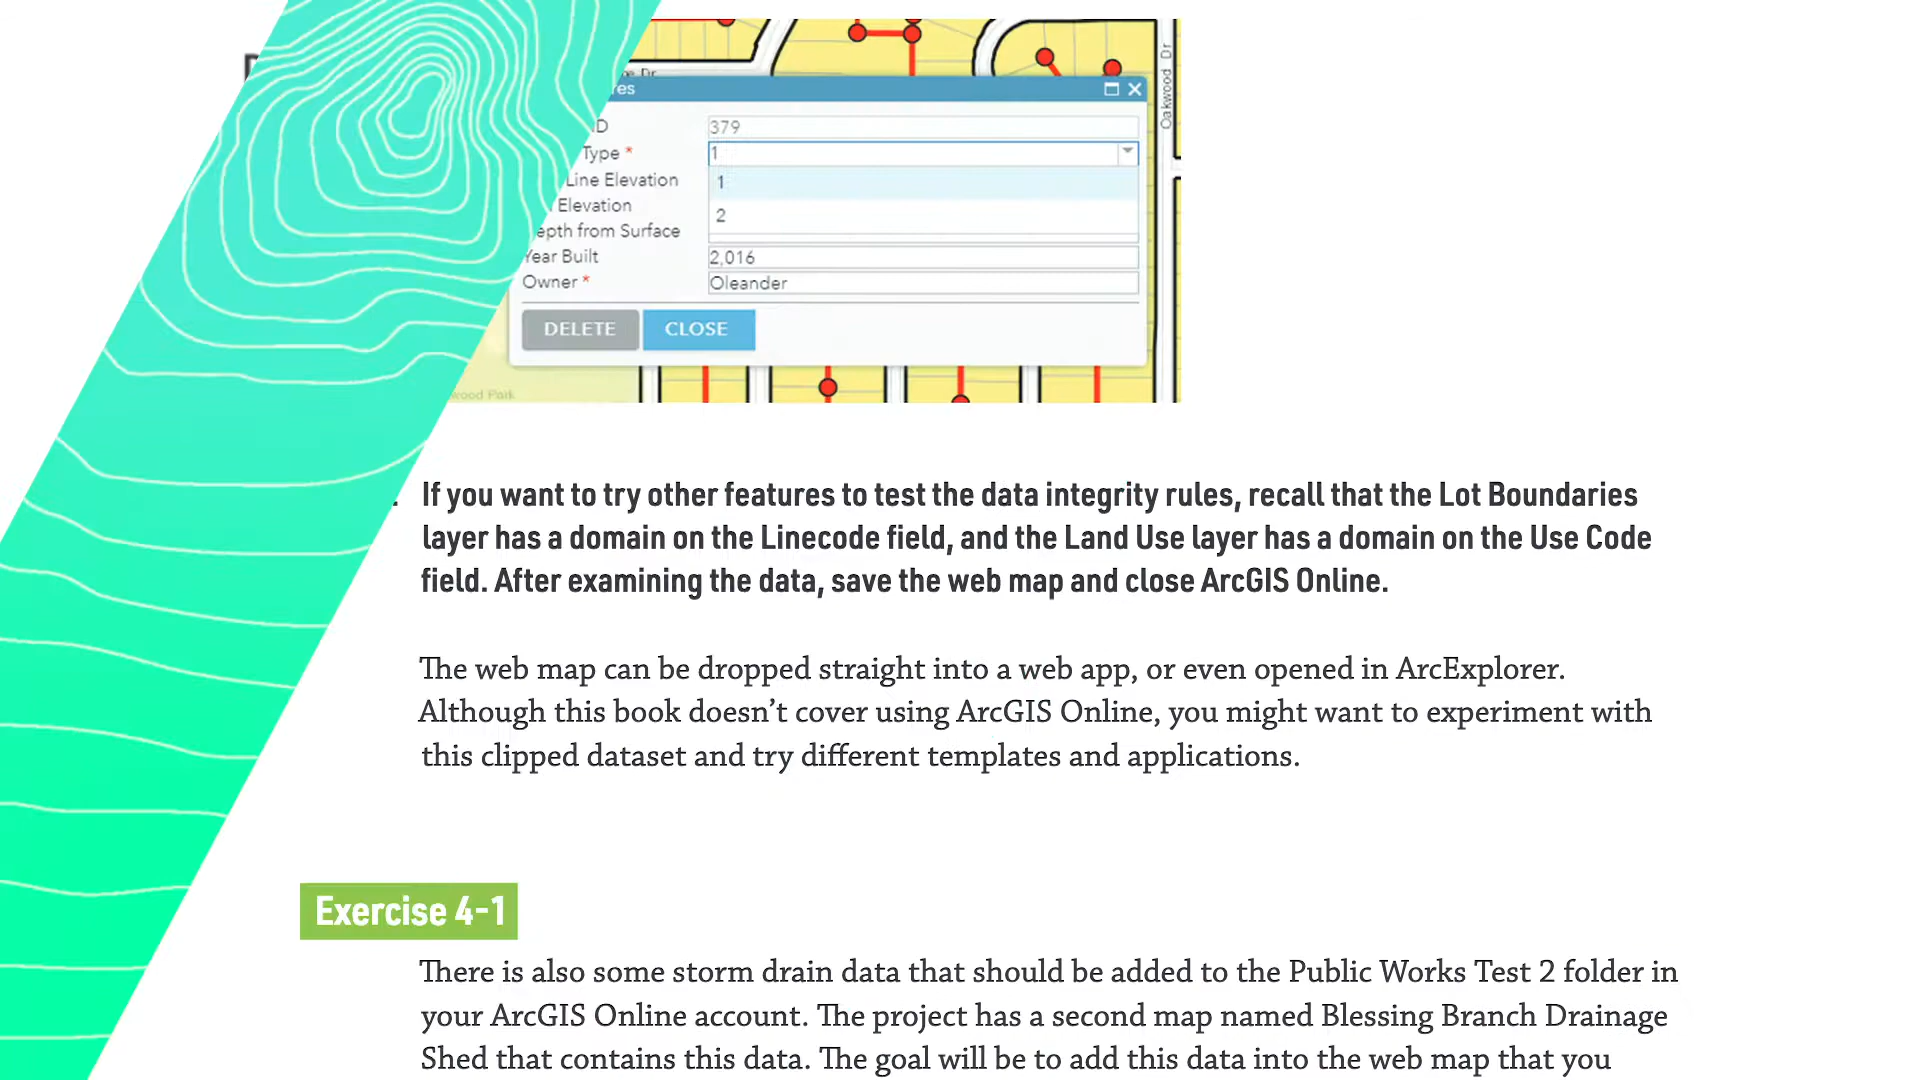 Oakwood Dr
379
Type *
1
Line Elevation
1
Elevation
2
from Surface
Year Built
2,016
Owner *
Oleander
DELETE
CLOSE
Park
If you want to try other features to test the data integrity rules, recall that the Lot Boundaries
layer has a domain on the Linecode field, and the Land Use layer has a domain on the Use Code
field. After examining the data, save the web map and close ArcGIS Online.
The web map can be dropped straight into a web app, or even opened in ArcExplorer.
Although this book doesn’t cover using ArcGIS Online, you might want to experiment with
this clipped dataset and try different templates and applications.
Exercise 4-1
There is also some storm drain data that should be added to the Public Works Test 2 folder in
your ArcGIS Online account. The project has a second map named Blessing Branch Drainage
Shed that contains this data. The goal will be to add this data into the web map that you